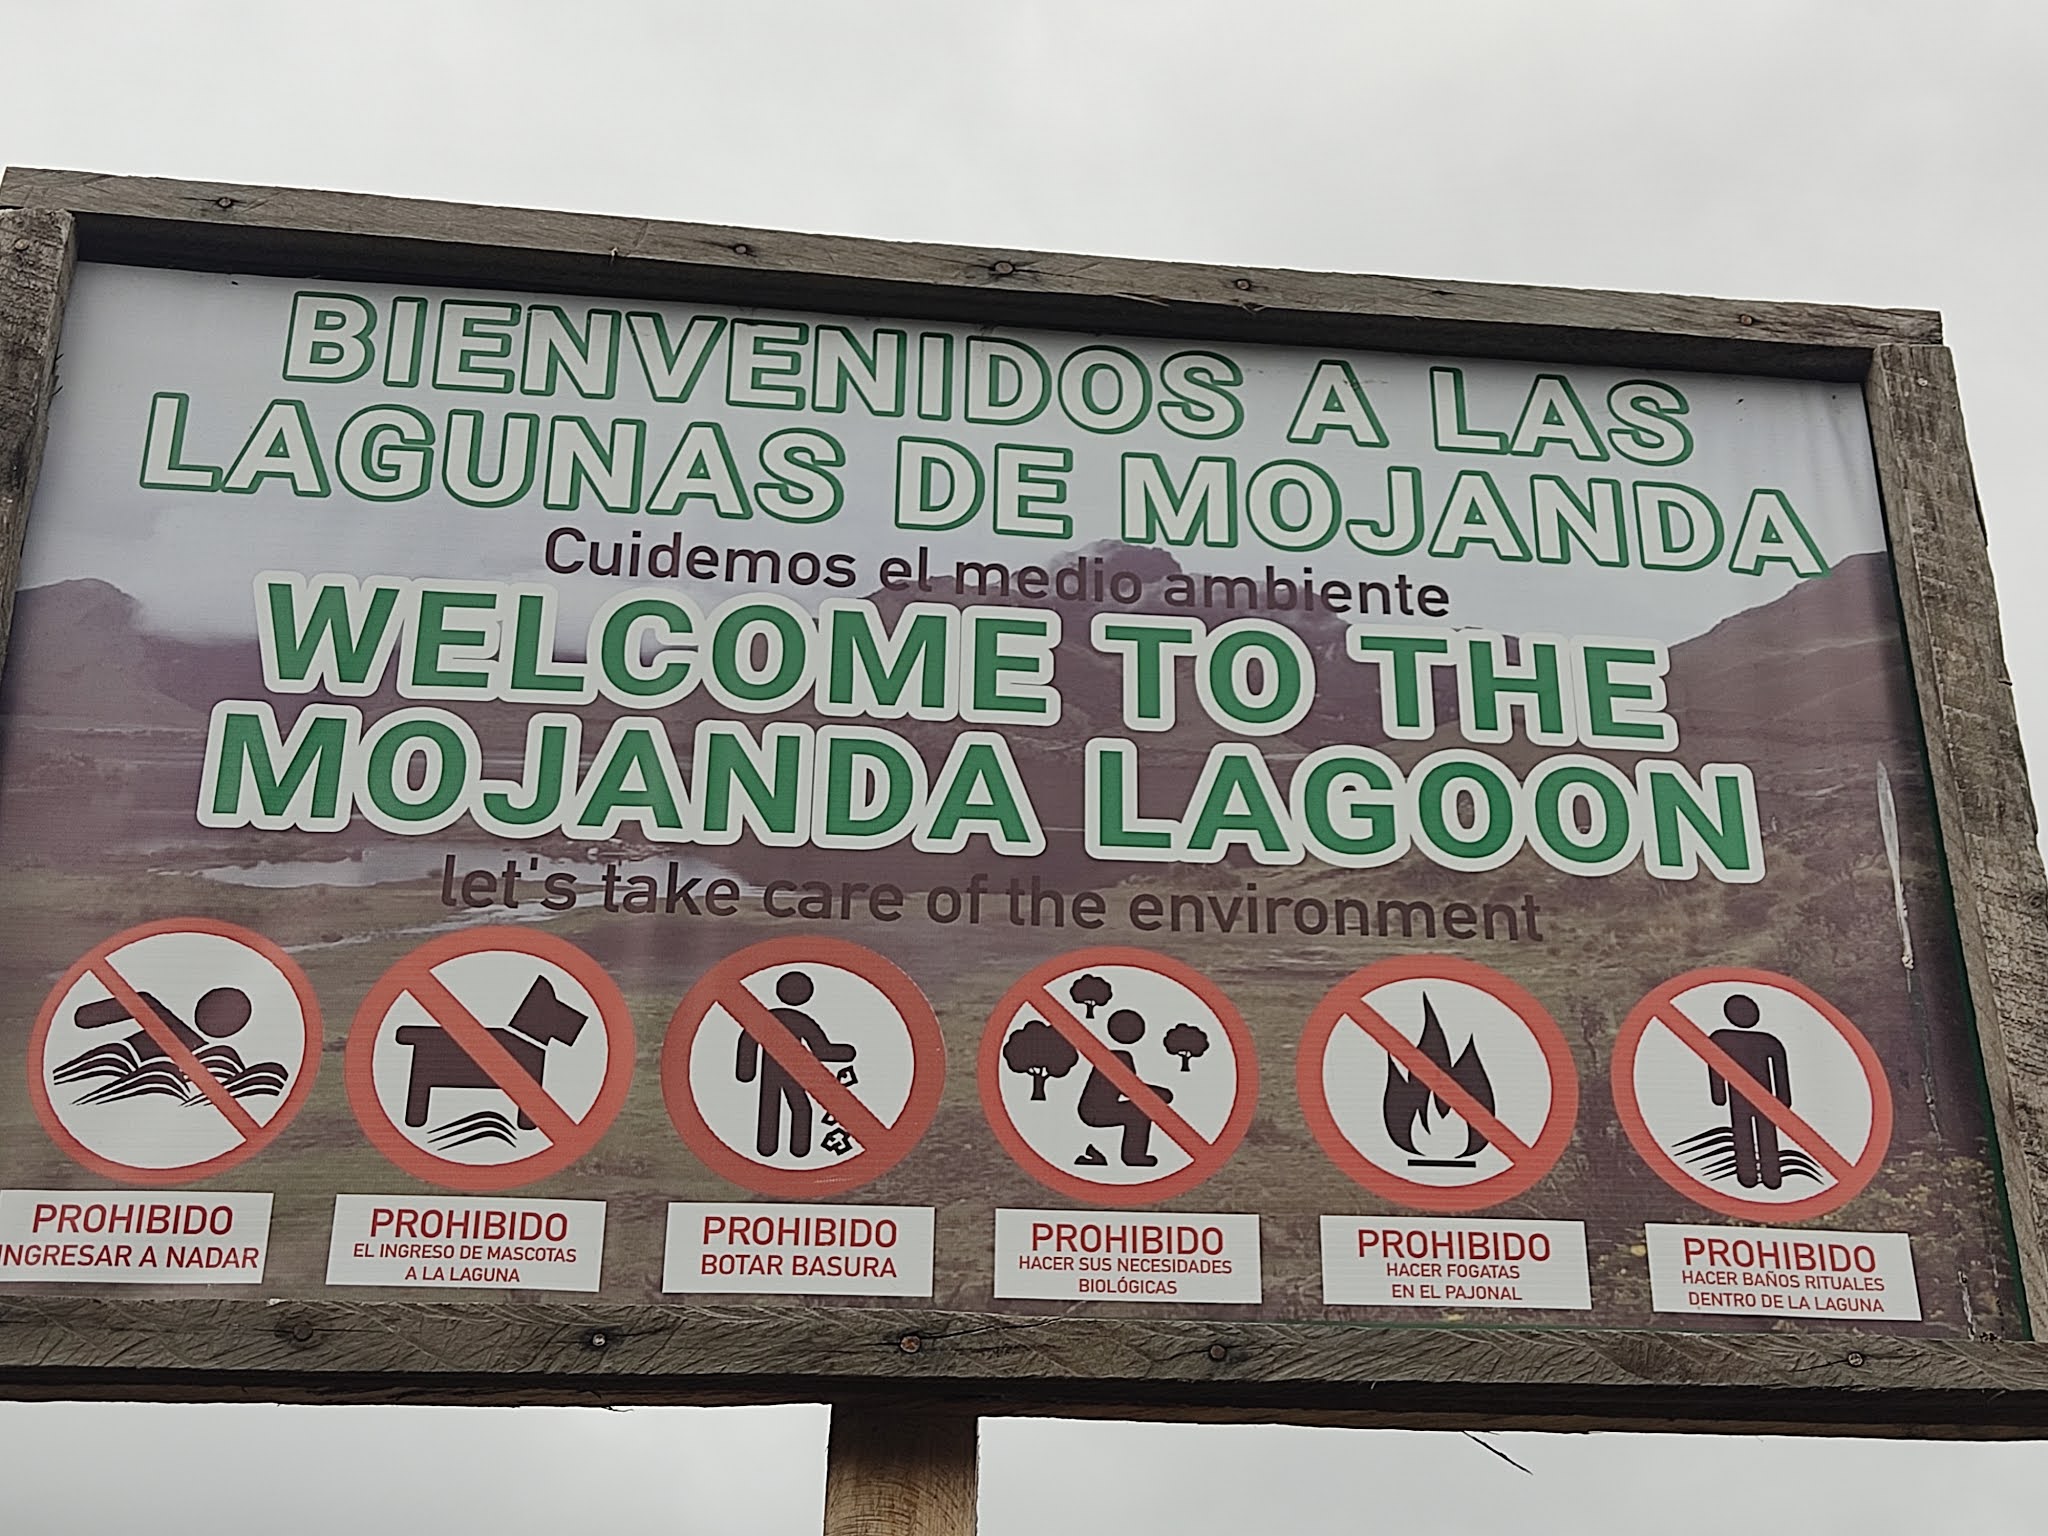 BIENVENIDOS A LAS
LAGUNAS DE MOJANDA
Cuidemos el medio ambiente
WELCOME TO THE
MOJANDA LAGOON
let's take care of the environment
PROHIBIDO
INGRESAR A NADAR
PROHIBIDO
EL INGRESO DE MASCOTAS
A LA LAGUNA
PROHIBIDO
BOTAR BASURA
PROHIBIDO
HACER SUS NECESIDADES
BIOLÓGICAS
PROHIBIDO
HACER FOGATAS
EN EL PAJONAL
PROHIBIDO
HACER BAÑOS RITUALES
DENTRO DE LA LAGUNA